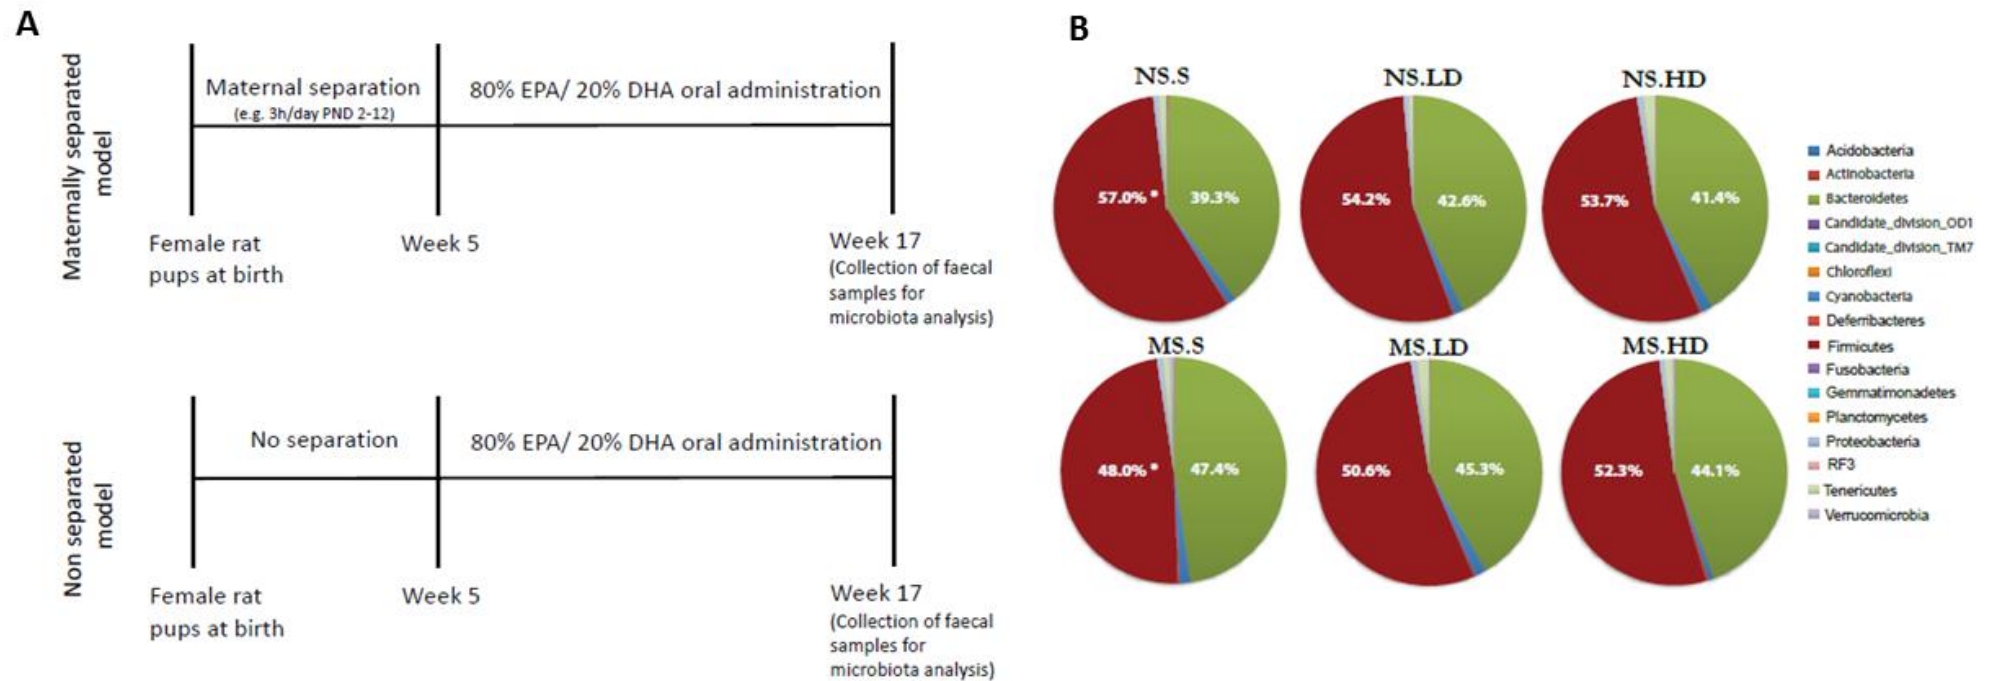 A
Maternally separated
model
Maternal separation
(e.g. 3h/day PND 2-12)
80% EPA/ 20% DHA oral administration
Female rat
pups at birth
Week 5
Week 17
(Collection of faecal
samples for
microbiota analysis)
Non separated
model
No separation
80% EPA/ 20% DHA oral administration
Female rat
pups at birth
Week 5
Week 17
(Collection of faecal
samples for
microbiota analysis)
B
NS.S
57.0% *
39.3%
NS.LD
54.2%
42.6%
NS.HD
53.7%
41.4%
MS.S
48.0% *
47.4%
MS.LD
50.6%
45.3%
MS.HD
52.3%
44.1%
Acidobacteria
Actinobacteria
Bacteroidetes
Candidate_division_OD1
Candidate_division_TM7
Chloroflexi
Cyanobacteria
Deferribacteres
Firmicutes
Fusobacteria
Gemmatimonadetes
Planctomycetes
Proteobacteria
RF3
Tenericutes
Verrucomicrobia